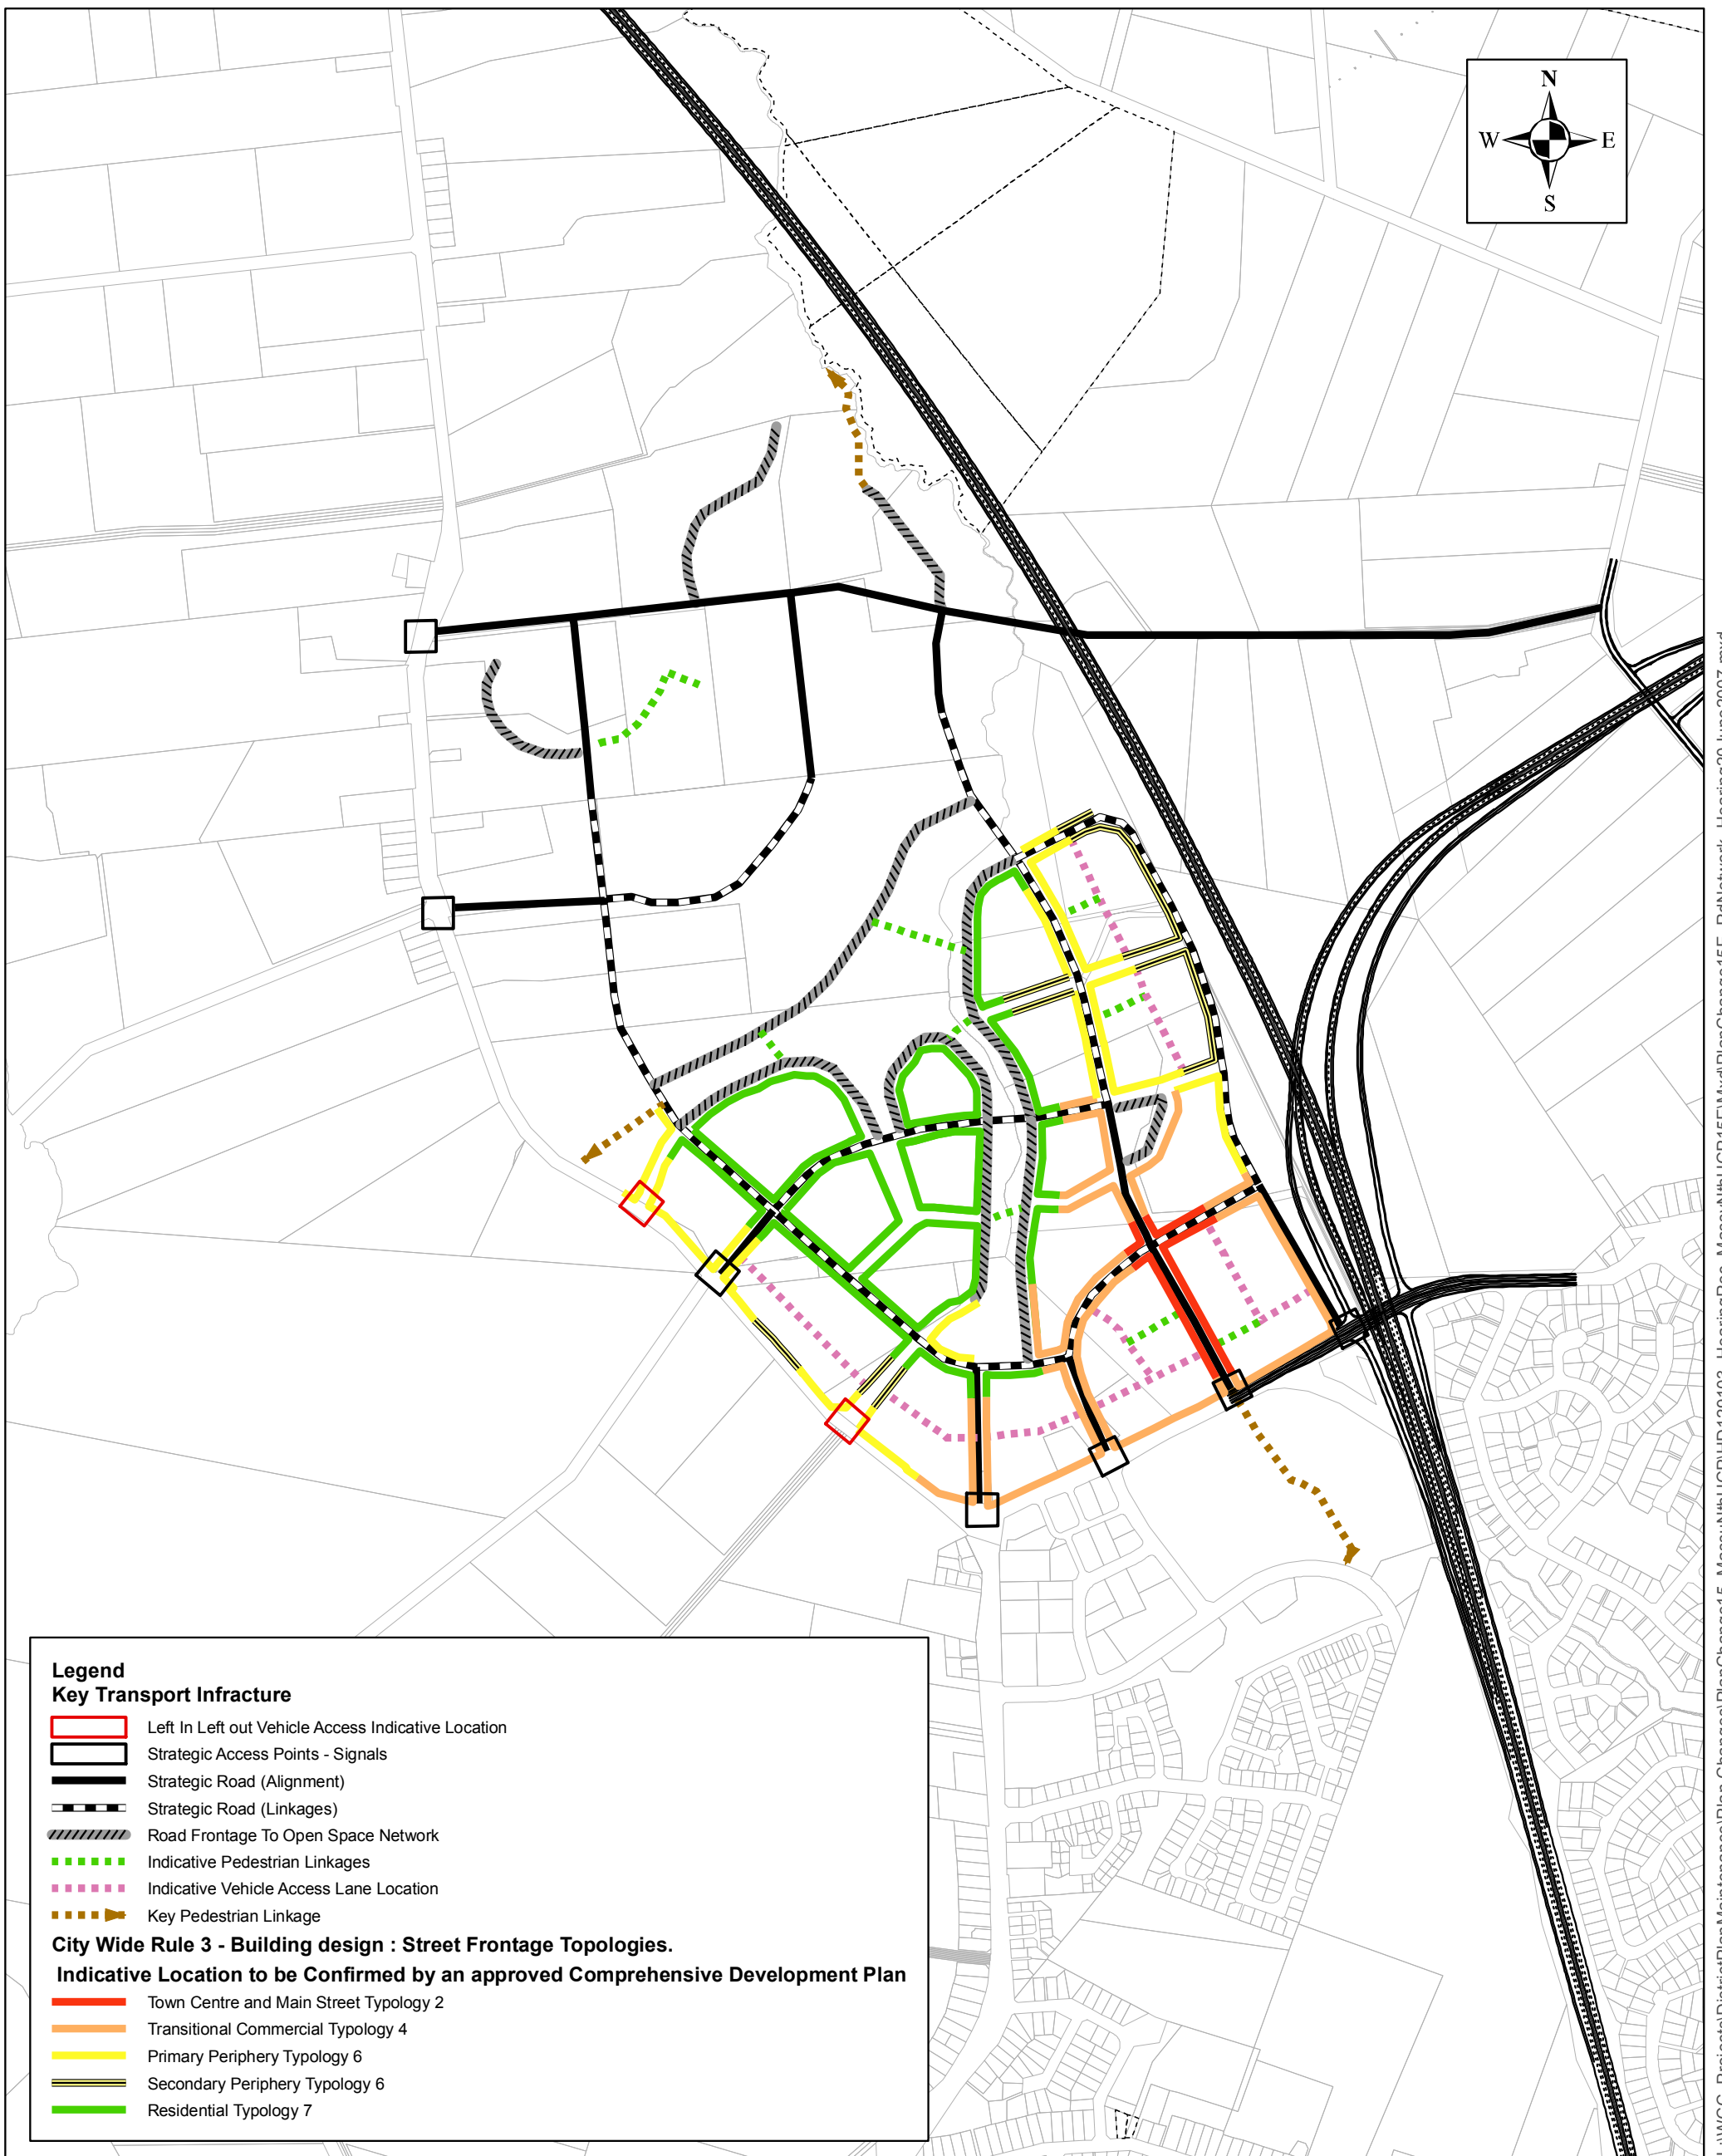 N
W E
S
Legend
Key Transport Infracture
Left In Left out Vehicle Access Indicative Location
Strategic Access Points - Signals
Strategic Road (Alignment)
Strategic Road (Linkages)
Road Frontage To Open Space Network
Indicative Pedestrian Linkages
Indicative Vehicle Access Lane Location
Key Pedestrian Linkage
City Wide Rule 3 - Building design : Street Frontage Topologies.
Indicative Location to be Confirmed by an approved Comprehensive Development Plan
Town Centre and Main Street Typology 2
Transitional Commercial Typology 4
Primary Periphery Typology 6
Secondary Periphery Typology 6
Residential Typology 7